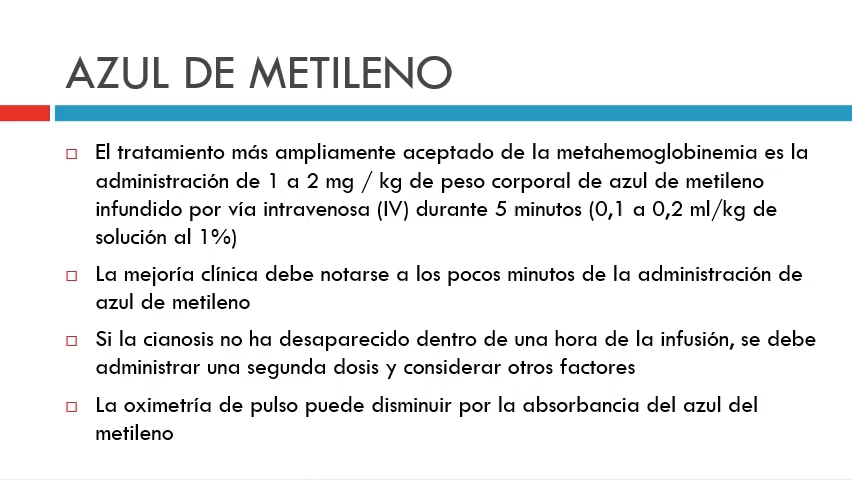 AZUL DE METILENO
El tratamiento más ampliamente aceptado de la metahemoglobinemia es la
administración de 1 a 2 mg / kg de peso corporal de azul de metileno
infundido por vía intravenosa (IV) durante 5 minutos (0,1 a 0,2 ml/kg de
solución al 1%)
La mejoría clínica debe notarse a los pocos minutos de la administración de
azul de metileno
Si la cianosis no ha desaparecido dentro de una hora de la infusión, se debe
administrar una segunda dosis y considerar otros factores
La oximetría de pulso puede disminuir por la absorbancia del azul del
metileno